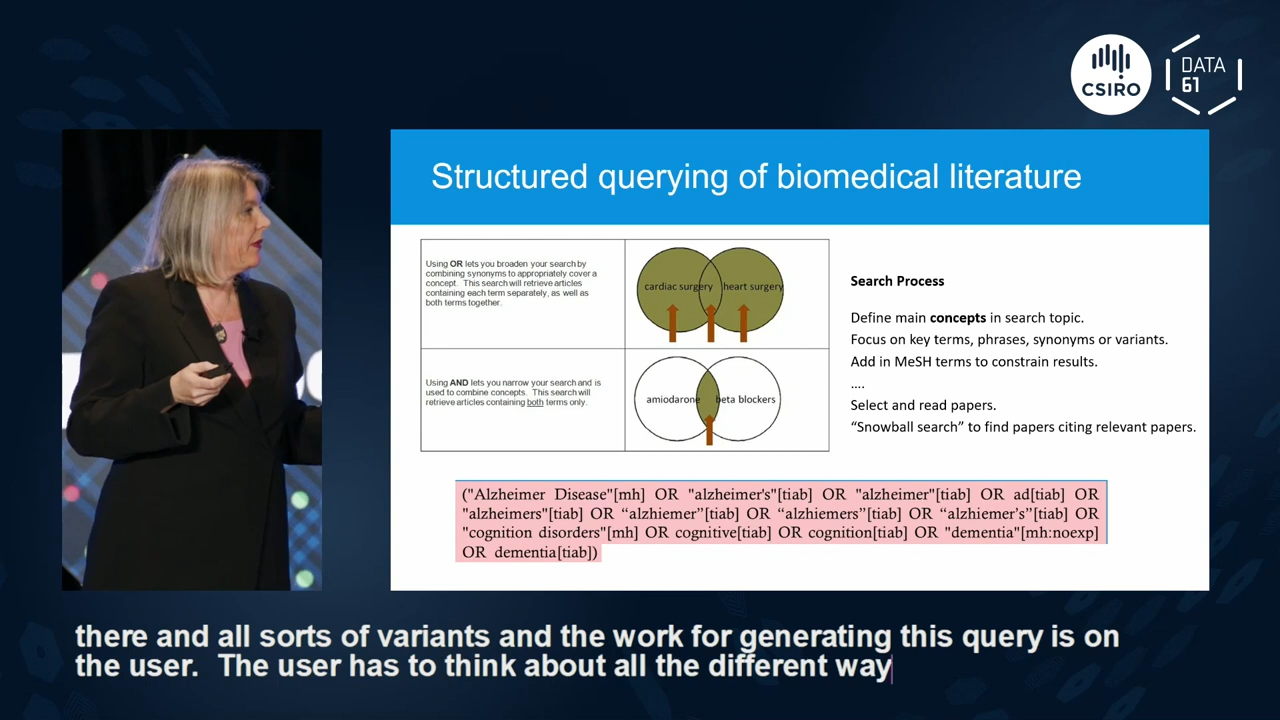 CSIRO
DATA
61
Structured querying of biomedical literature
Using OR lets you broaden your search by
combining synonyms to appropriately cover a
concept. This search will retrieve articles
containing each term separately, as well as
both terms together.
cardiac surgery
heart surgery
Using AND lets you narrow your search and is
used to combine concepts. This search will
retrieve articles containing both terms only.
amiodarone
beta blockers
Search Process
Define main concepts in search topic.
Focus on key terms, phrases, synonyms or variants.
Add in MeSH terms to constrain results.
....
Select and read papers.
“Snowball search” to find papers citing relevant papers.
("Alzheimer Disease"[mh] OR "alzheimer's"[tiab] OR "alzheimer"[tiab] OR ad[tiab] OR
"alzheimers"[tiab] OR “alzhiemer”[tiab] OR “alzhiemers”[tiab] OR “alzhiemer’s”[tiab] OR
"cognition disorders"[mh] OR cognitive[tiab] OR cognition[tiab] OR "dementia"[mh:noexp]
OR dementia[tiab])
there and all sorts of variants and the work for generating this query is on
the user. The user has to think about all the different way